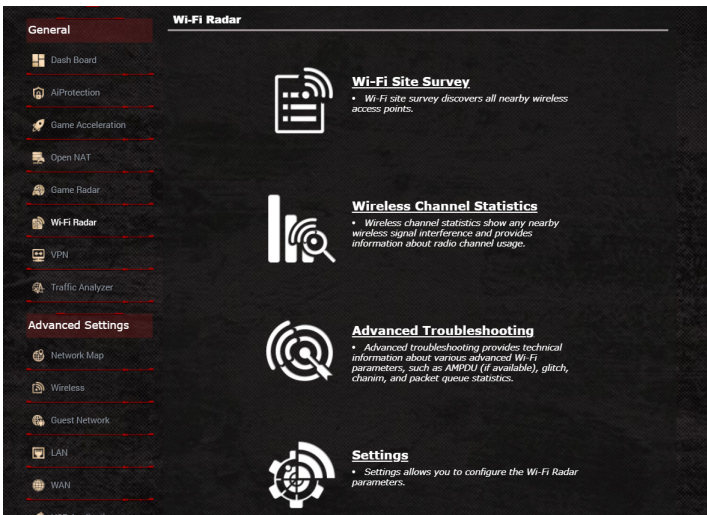 Wi-Fi Radar
General
Dash Board
AiProtection
Game Acceleration
Open NAT
Game Radar
Wi-Fi Radar
VPN
Traffic Analyzer
Advanced Settings
Network Map
Wireless
Guest Network
LAN
WAN
Wi-Fi Site Survey
• Wi-Fi site survey discovers all nearby wireless
access points.
Wireless Channel Statistics
• Wireless channel statistics show any nearby
wireless signal interference and provides
information about radio channel usage.
Advanced Troubleshooting
• Advanced troubleshooting provides technical
information about various advanced Wi-Fi
parameters, such as AMPDU (if available), glitch,
chanim, and packet queue statistics.
Settings
• Settings allows you to configure the Wi-Fi Radar
parameters.